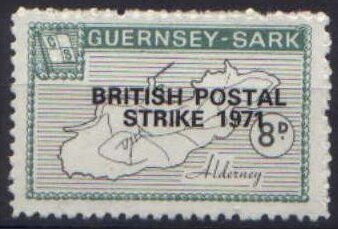 GUERNSEY-SARK
BRITISH POSTAL
STRIKE 1971
8D
Alderney